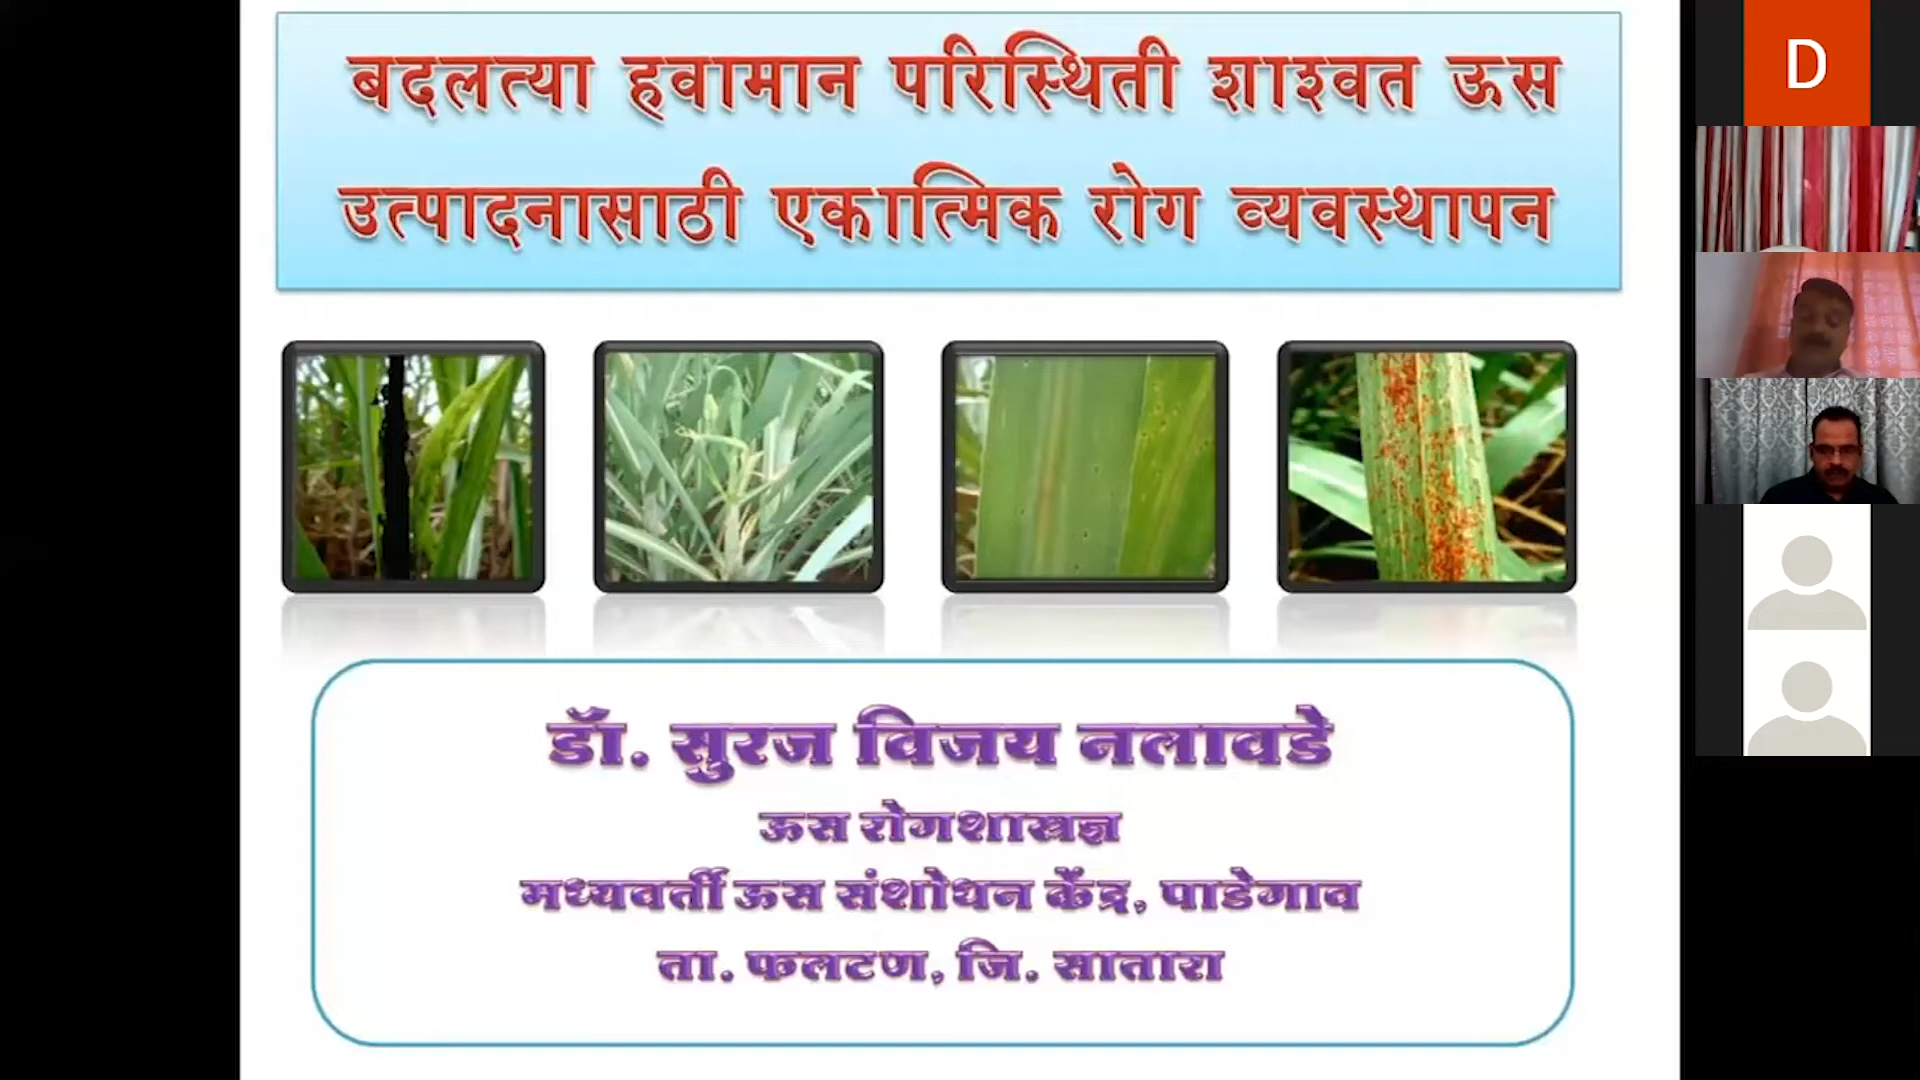 बदलत्या हवामान परिस्थिती शाश्वत ऊस
उत्पादनासाठी एकात्मिक रोग व्यवस्थापन
डॉ. सुरज विजय नलावडे
ऊस रोगशास्त्रज्ञ
मध्यवर्ती ऊस संशोधन केंद्र, पाडेगाव
ता. फलटण, जि. सातारा
D